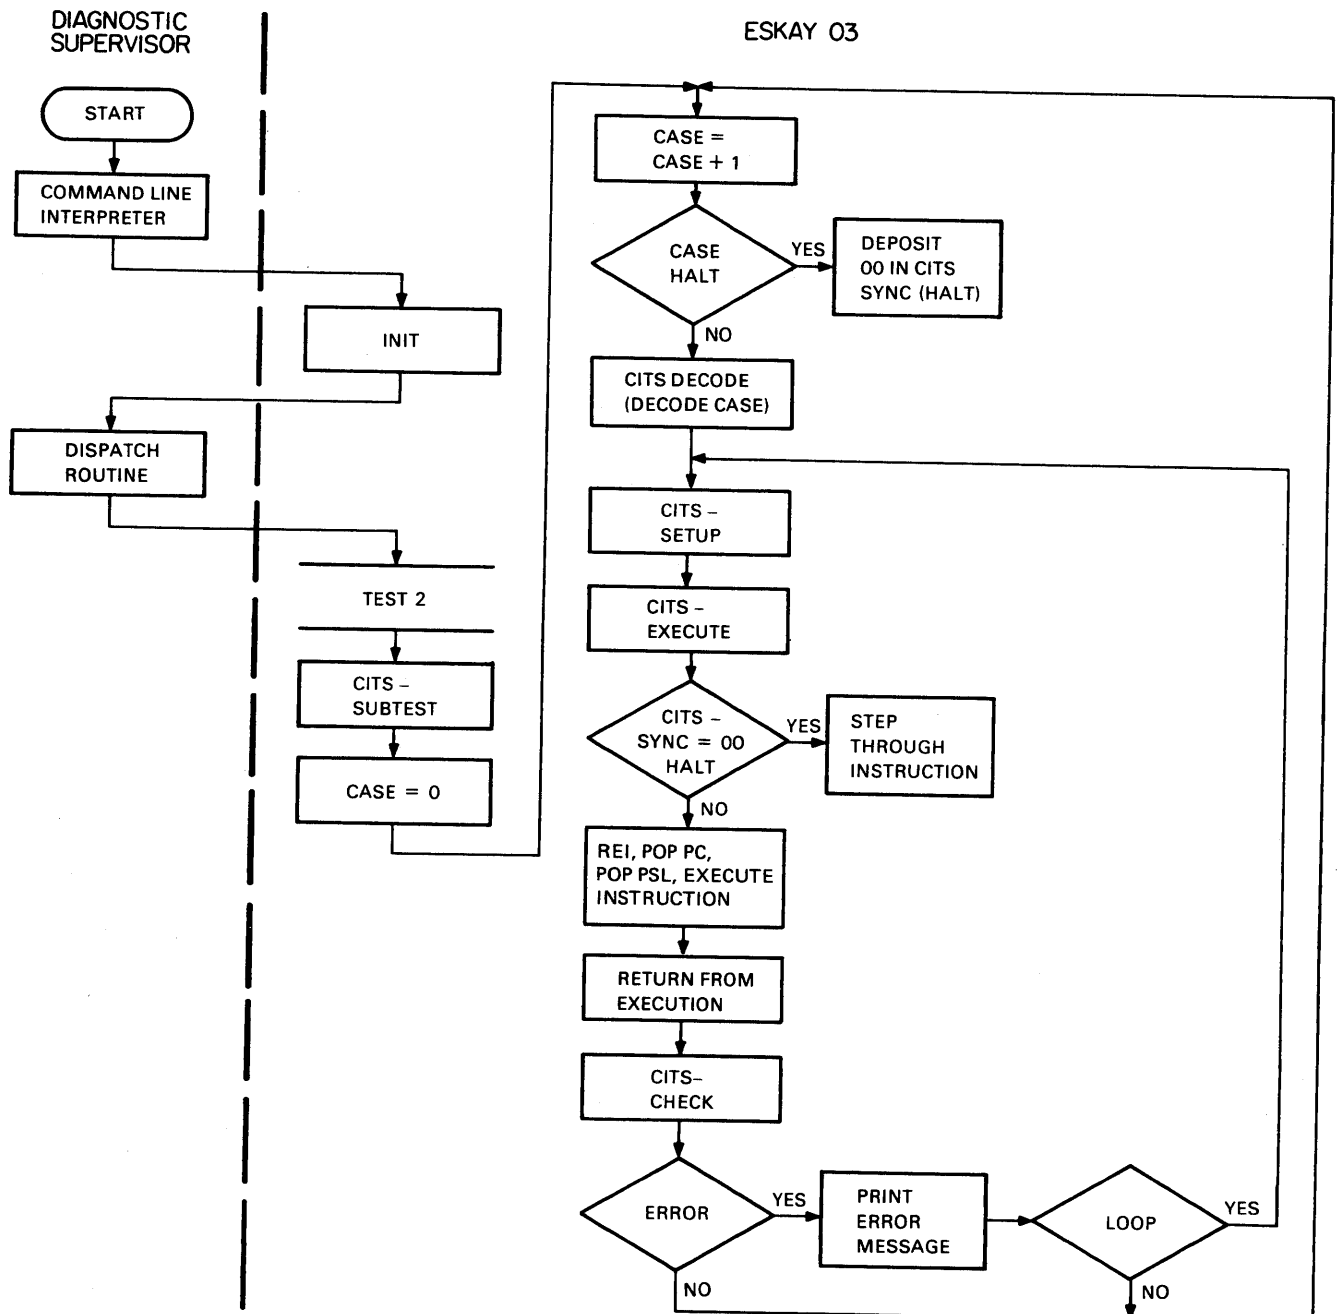 DIAGNOSTIC
SUPERVISOR
ESKAY 03
START
COMMAND LINE
INTERPRETER
INIT
DISPATCH
ROUTINE
TEST 2
CITS –
SUBTEST
CASE = 0
CASE =
CASE + 1
CASE
HALT
YES
DEPOSIT
00 IN CITS
SYNC (HALT)
NO
CITS DECODE
(DECODE CASE)
CITS –
SETUP
CITS –
EXECUTE
CITS –
SYNC = 00
HALT
YES
STEP
THROUGH
INSTRUCTION
NO
REI, POP PC,
POP PSL, EXECUTE
INSTRUCTION
RETURN FROM
EXECUTION
CITS–
CHECK
ERROR
YES
PRINT
ERROR
MESSAGE
LOOP
YES
NO
NO